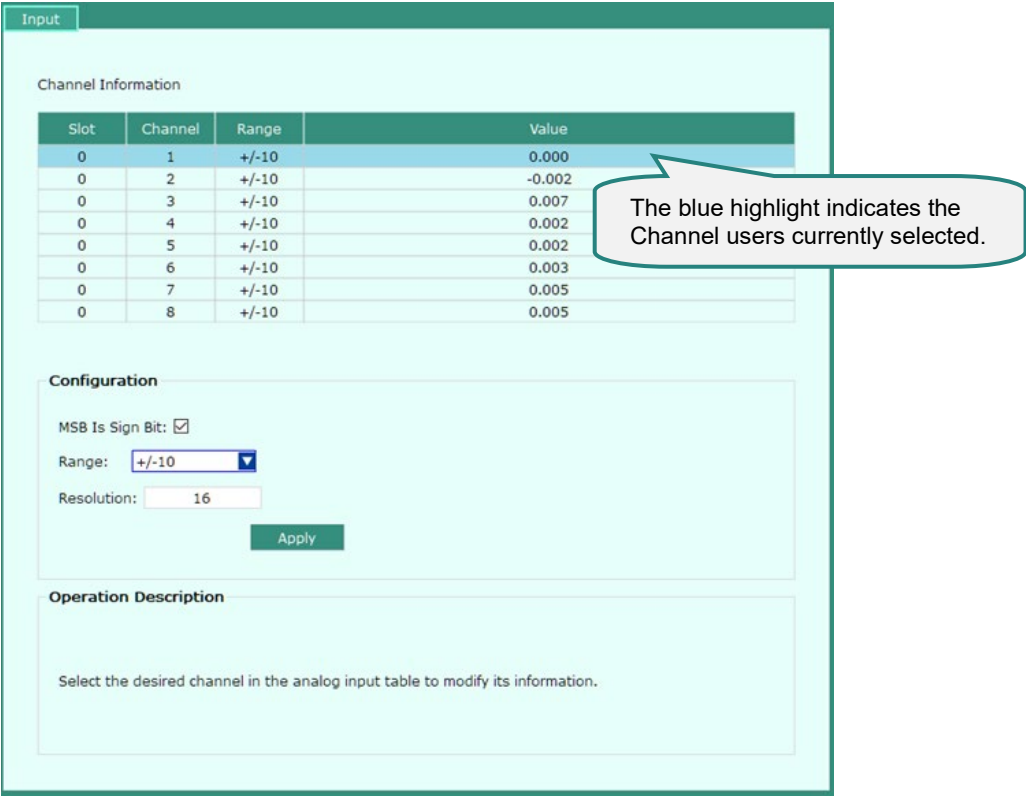 Input
Channel Information
Slot Channel Range Value
0 1 +/-10 0.000
0 2 +/-10 -0.002
0 3 +/-10 0.007
0 4 +/-10 0.002
0 5 +/-10 0.002
0 6 +/-10 0.003
0 7 +/-10 0.005
0 8 +/-10 0.005
The blue highlight indicates the
Channel users currently selected.
Configuration
MSB Is Sign Bit:
Range: +/-10
Resolution: 16
Apply
Operation Description
Select the desired channel in the analog input table to modify its information.